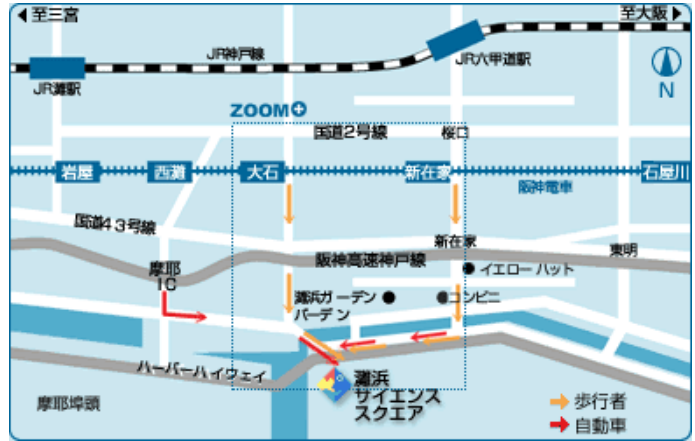 至三宮
至大阪
JR神戸線
JR灘駅
JR六甲道駅
N
ZOOM
国道2号線
桜口
岩屋
西灘
大石
新在家
石屋川
阪神電車
国道43号線
新在家
東明
阪神高速神戸線
摩耶
IC
イエローハット
灘浜ガーデン
バーデン
コンビニ
ハーバーハイウェイ
灘浜
サイエンス
スクエア
摩耶埠頭
歩行者
自動車